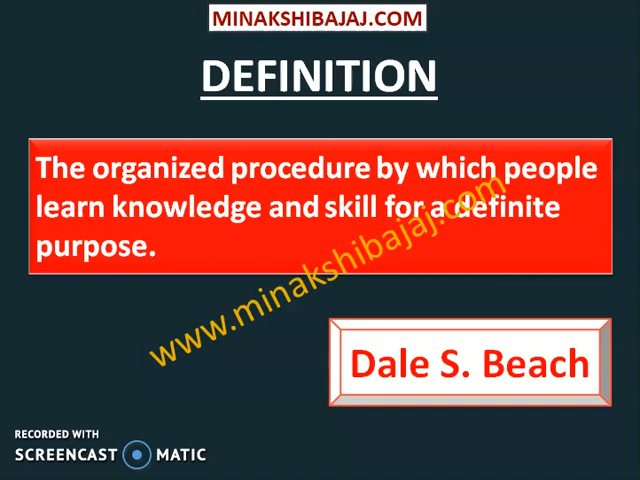 MINAKSHIBAJAJ.COM
DEFINITION
The organized procedure by which people
learn knowledge and skill for a definite
purpose.
www.minakshibajaj.com
Dale S. Beach
RECORDED WITH
SCREENCAST MATIC